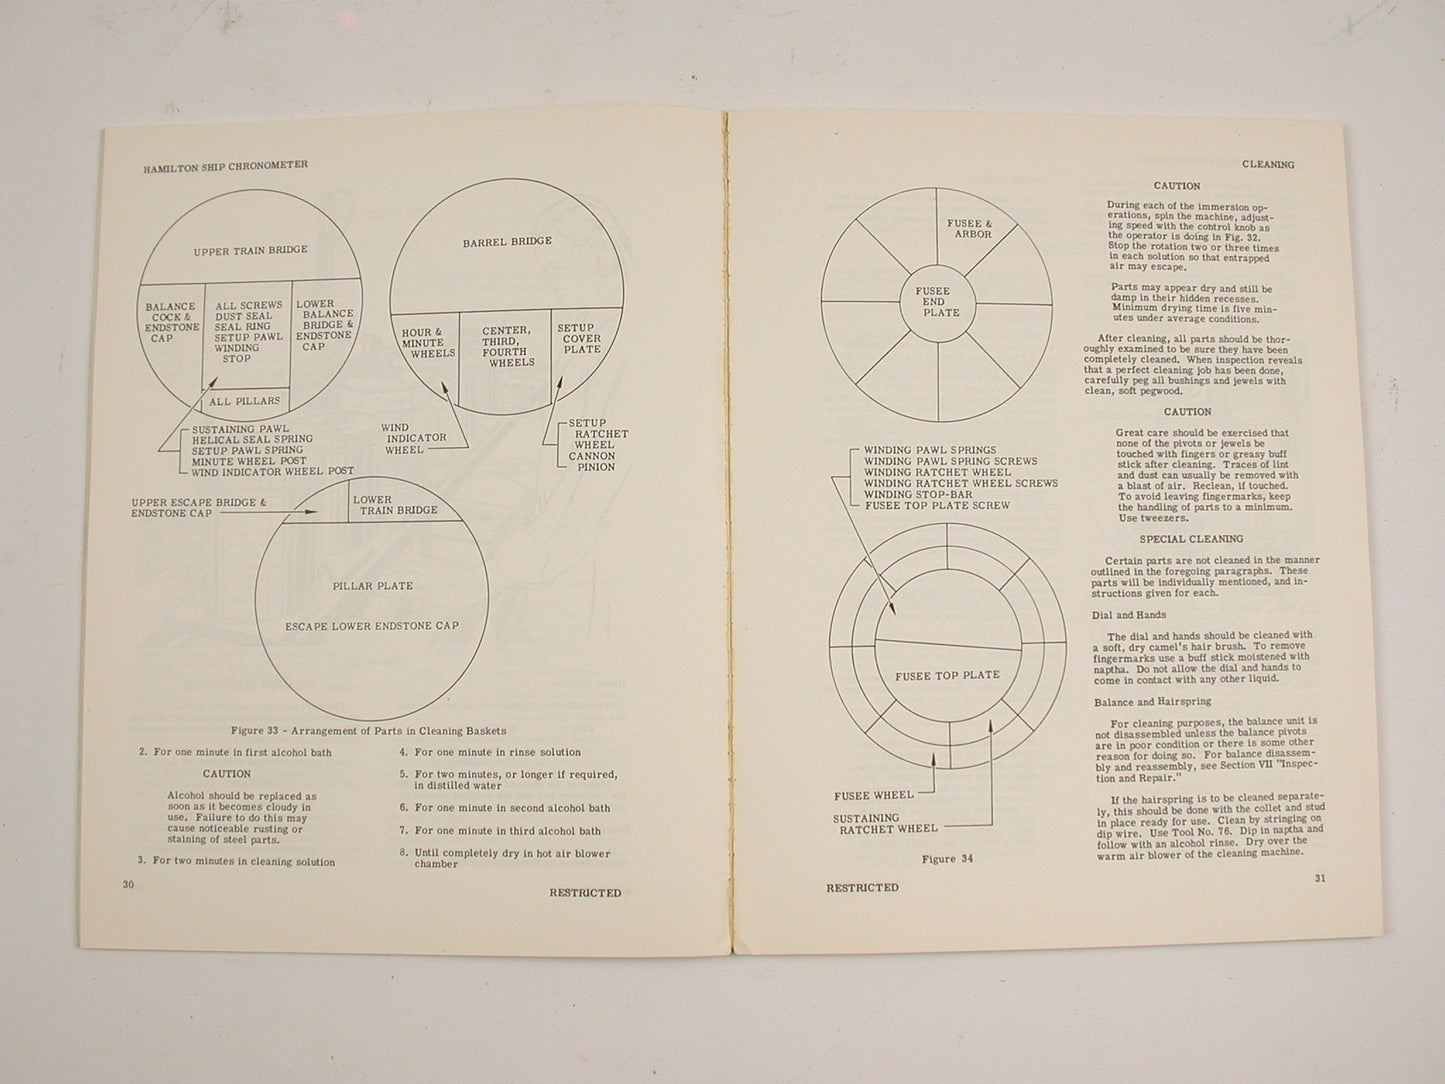 HAMILTON SHIP CHRONOMETER
UPPER TRAIN BRIDGE
BALANCE
COCK &
ENDSTONE
CAP
ALL SCREWS
DUST SEAL
SEAL RING
SETUP PAWL
WINDING
STOP
LOWER
BALANCE
BRIDGE &
ENDSTONE
CAP
ALL PILLARS
SUSTAINING PAWL
HELICAL SEAL SPRING
SETUP PAWL SPRING
MINUTE WHEEL POST
WIND INDICATOR WHEEL POST
BARREL BRIDGE
HOUR &
MINUTE
WHEELS
CENTER,
THIRD,
FOURTH
WHEELS
SETUP
COVER
PLATE
WIND
INDICATOR
WHEEL
SETUP
RATCHET
WHEEL
CANNON
PINION
UPPER ESCAPE BRIDGE &
ENDSTONE CAP
LOWER
TRAIN BRIDGE
PILLAR PLATE
ESCAPE LOWER ENDSTONE CAP
Figure 33 - Arrangement of Parts in Cleaning Baskets
2. For one minute in first alcohol bath
CAUTION
Alcohol should be replaced as
soon as it becomes cloudy in
use. Failure to do this may
cause noticeable rusting or
staining of steel parts.
3. For two minutes in cleaning solution
4. For one minute in rinse solution
5. For two minutes, or longer if required,
in distilled water
6. For one minute in second alcohol bath
7. For one minute in third alcohol bath
8. Until completely dry in hot air blower
chamber
30
RESTRICTED
CLEANING
FUSEE &
ARBOR
FUSEE
END
PLATE
WINDING PAWL SPRINGS
WINDING PAWL SPRING SCREWS
WINDING RATCHET WHEEL
WINDING RATCHET WHEEL SCREWS
WINDING STOP-BAR
FUSEE TOP PLATE SCREW
FUSEE TOP PLATE
FUSEE WHEEL
SUSTAINING
RATCHET WHEEL
Figure 34
CAUTION
During each of the immersion op-
erations, spin the machine, adjust-
ing speed with the control knob as
the operator is doing in Fig. 32.
Stop the rotation two or three times
in each solution so that entrapped
air may escape.
Parts may appear dry and still be
damp in their hidden recesses.
Minimum drying time is five min-
utes under average conditions.
After cleaning, all parts should be thor-
oughly examined to be sure they have been
completely cleaned. When inspection reveals
that a perfect cleaning job has been done,
carefully peg all bushings and jewels with
clean, soft pegwood.
CAUTION
Great care should be exercised that
none of the pivots or jewels be
touched with fingers or greasy buff
stick after cleaning. Traces of lint
and dust can usually be removed with
a blast of air. Reclean, if touched.
To avoid leaving fingermarks, keep
the handling of parts to a minimum.
Use tweezers.
SPECIAL CLEANING
Certain parts are not cleaned in the manner
outlined in the foregoing paragraphs. These
parts will be individually mentioned, and in-
structions given for each.
Dial and Hands
The dial and hands should be cleaned with
a soft, dry camel's hair brush. To remove
fingermarks use a buff stick moistened with
naptha. Do not allow the dial and hands to
come in contact with any other liquid.
Balance and Hairspring
For cleaning purposes, the balance unit is
not disassembled unless the balance pivots
are in poor condition or there is some other
reason for doing so. For balance disassem-
bly and reassembly, see Section VII "Inspec-
tion and Repair."
If the hairspring is to be cleaned separate-
ly, this should be done with the collet and stud
in place ready for use. Clean by stringing on
dip wire. Use Tool No. 76. Dip in naptha and
follow with an alcohol rinse. Dry over the
warm air blower of the cleaning machine.
RESTRICTED
31